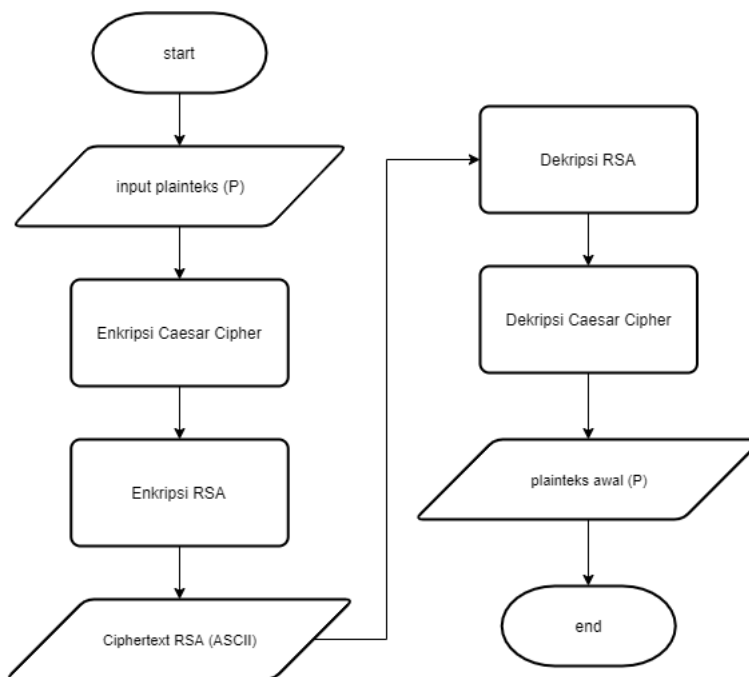 start
input plainteks (P)
Enkripsi Caesar Cipher
Enkripsi RSA
Ciphertext RSA (ASCII)
Dekripsi RSA
Dekripsi Caesar Cipher
plainteks awal (P)
end